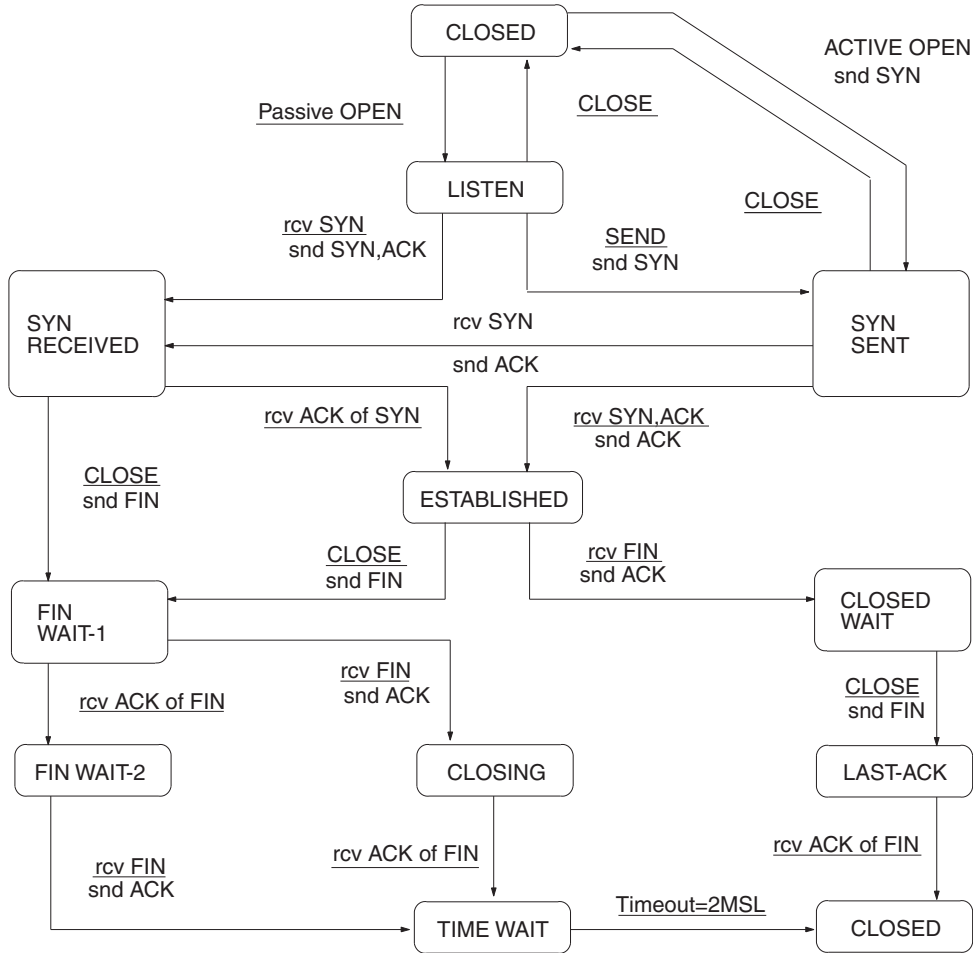 CLOSED
ACTIVE OPEN
snd SYN
Passive OPEN
CLOSE
LISTEN
CLOSE
rcv SYN
snd SYN,ACK
SEND
snd SYN
SYN
RECEIVED
rcv SYN
snd ACK
SYN
SENT
rcv ACK of SYN
rcv SYN,ACK
snd ACK
CLOSE
snd FIN
ESTABLISHED
CLOSE
snd FIN
rcv FIN
snd ACK
FIN
WAIT-1
CLOSED
WAIT
rcv ACK of FIN
rcv FIN
snd ACK
CLOSE
snd FIN
FIN WAIT-2
CLOSING
LAST-ACK
rcv FIN
snd ACK
rcv ACK of FIN
rcv ACK of FIN
TIME WAIT
Timeout=2MSL
CLOSED